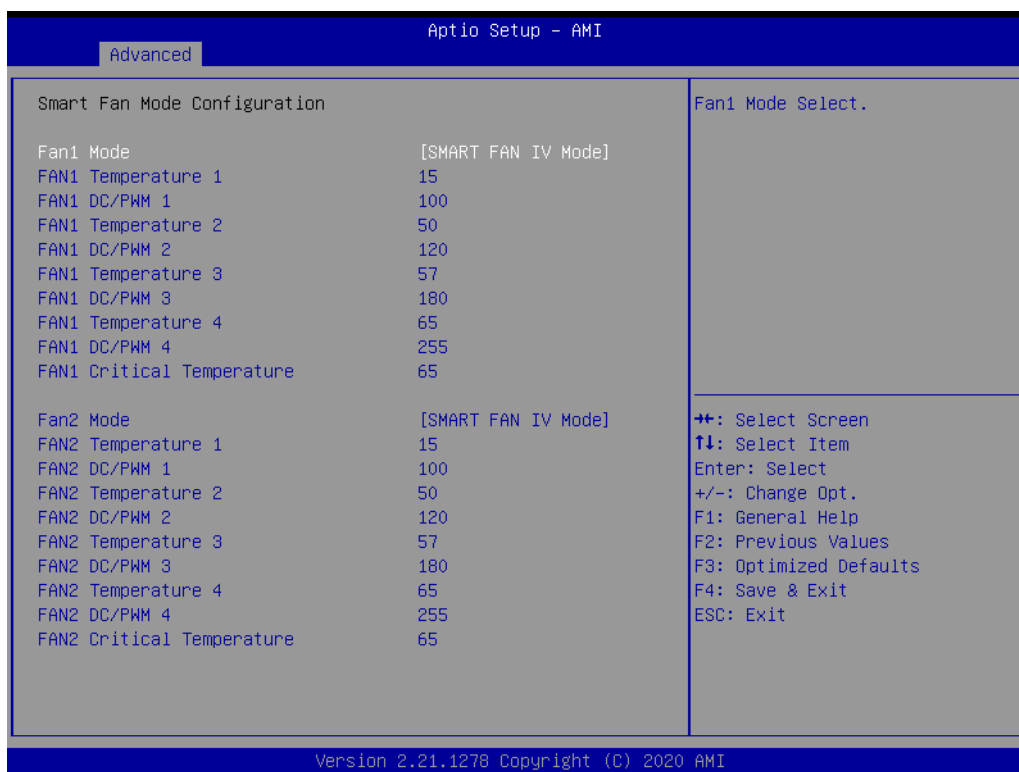 Aptio Setup – AMI
Advanced
Smart Fan Mode Configuration
Fan1 Mode [SMART FAN IV Mode]
FAN1 Temperature 1 15
FAN1 DC/PWM 1 100
FAN1 Temperature 2 50
FAN1 DC/PWM 2 120
FAN1 Temperature 3 57
FAN1 DC/PWM 3 180
FAN1 Temperature 4 65
FAN1 DC/PWM 4 255
FAN1 Critical Temperature 65
Fan2 Mode [SMART FAN IV Mode]
FAN2 Temperature 1 15
FAN2 DC/PWM 1 100
FAN2 Temperature 2 50
FAN2 DC/PWM 2 120
FAN2 Temperature 3 57
FAN2 DC/PWM 3 180
FAN2 Temperature 4 65
FAN2 DC/PWM 4 255
FAN2 Critical Temperature 65
Fan1 Mode Select.
→←: Select Screen
↑↓: Select Item
Enter: Select
+/-: Change Opt.
F1: General Help
F2: Previous Values
F3: Optimized Defaults
F4: Save & Exit
ESC: Exit
Version 2.21.1278 Copyright (C) 2020 AMI